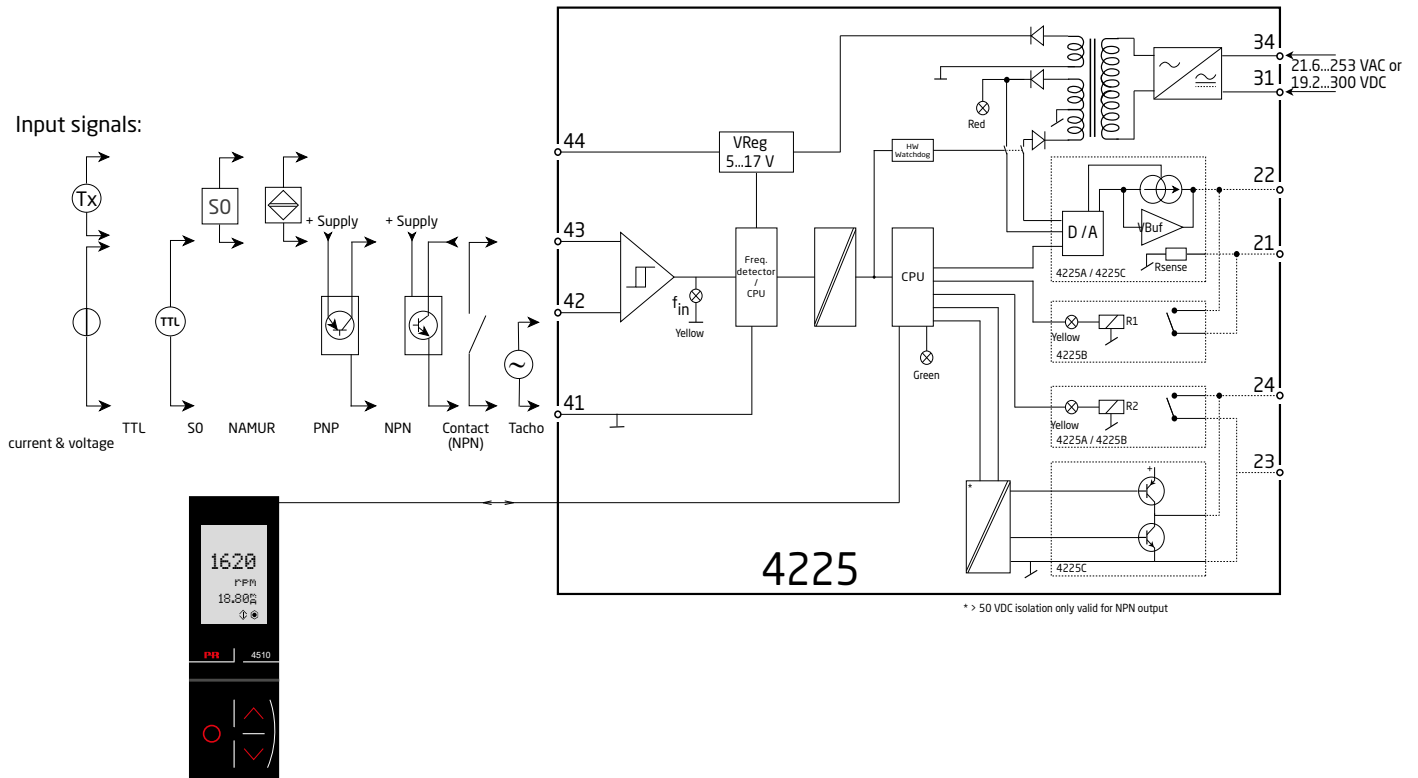 34
21.6...253 VAC or
31
19.2...300 VDC
Red
Input signals:
44
VReg
5...17 V
HW
Watchdog
22
Tx
SO
+ Supply
+ Supply
43
D/A
VBuf
21
Freq.
detector
/
CPU
CPU
Rsense
4225A / 4225C
42
fin
Yellow
TTL
R1
Yellow
4225B
Green
24
41
R2
Yellow
4225A / 4225B
current & voltage
TTL
S0
NAMUR
PNP
NPN
Contact
(NPN)
Tacho
23
*
+
4225C
4225
* > 50 VDC isolation only valid for NPN output
1620
rpm
18.80mA
PR
4510